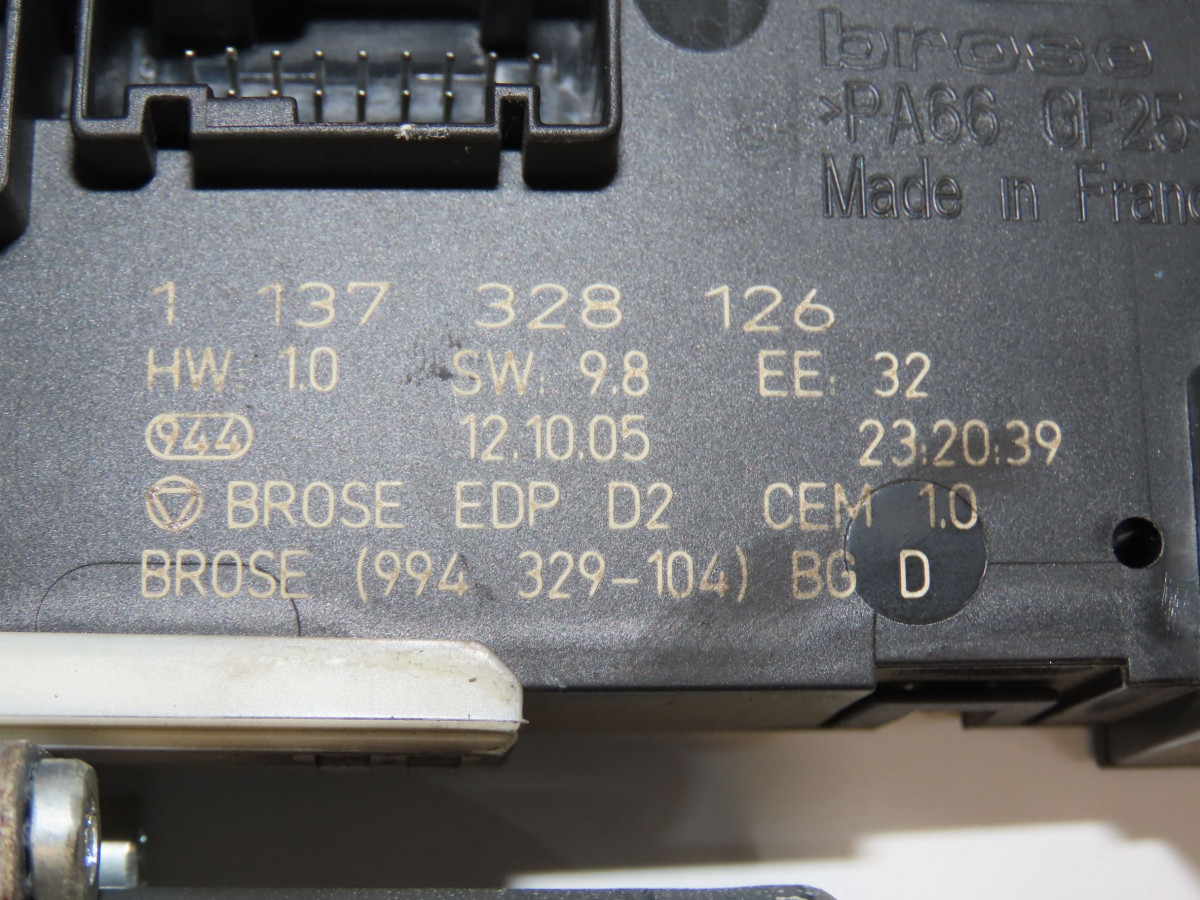 brose
>PA66 GF25
Made in Franc
1 137 328 126
HW: 1.0 SW: 9.8 EE: 32
944 12.10.05 23:20:39
BROSE EDP D2 CEM 1.0
BROSE (994 329-104) BG D